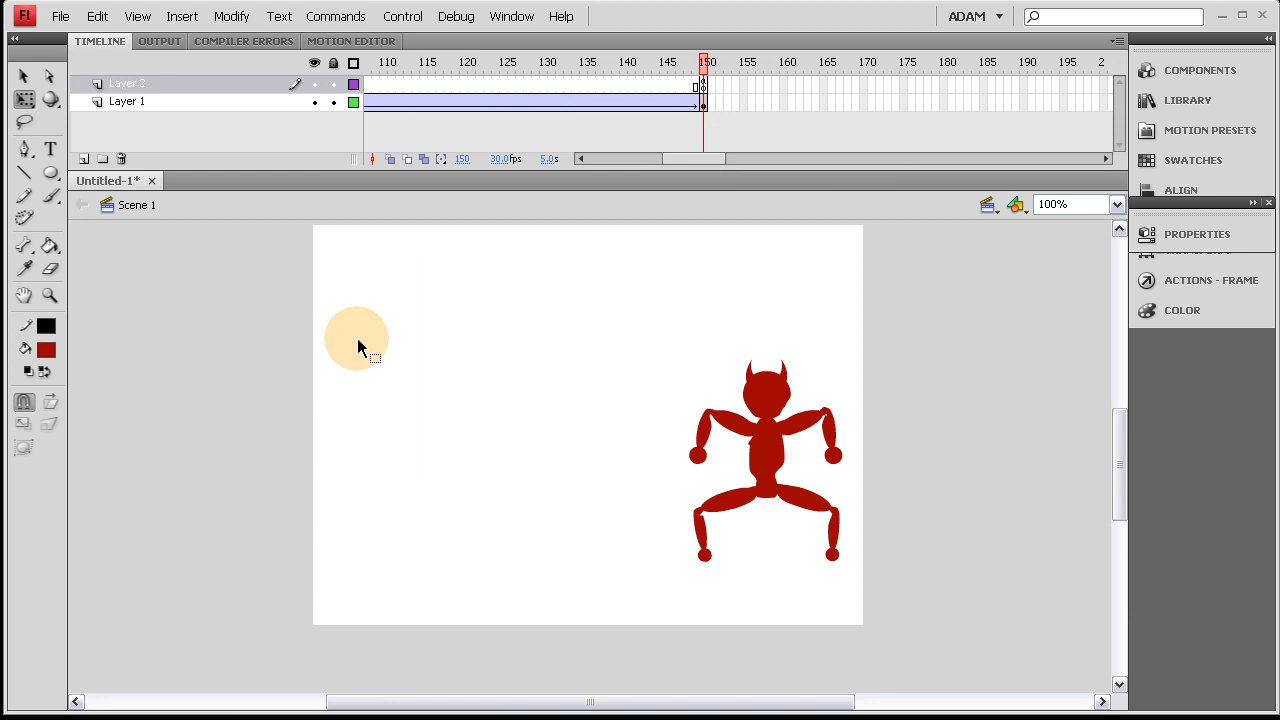 Fl File Edit View Insert Modify Text Commands Control Debug Window Help ADAM
TIMELINE OUTPUT COMPILER ERRORS MOTION EDITOR
110 115 120 125 130 135 140 145 150 155 160 165 170 175 180 185 190 195 2
Layer 2
Layer 1
150 30.0fps 5.0s
Untitled-1*
Scene 1 100%
COMPONENTS
LIBRARY
MOTION PRESETS
SWATCHES
ALIGN
PROPERTIES
ACTIONS - FRAME
COLOR